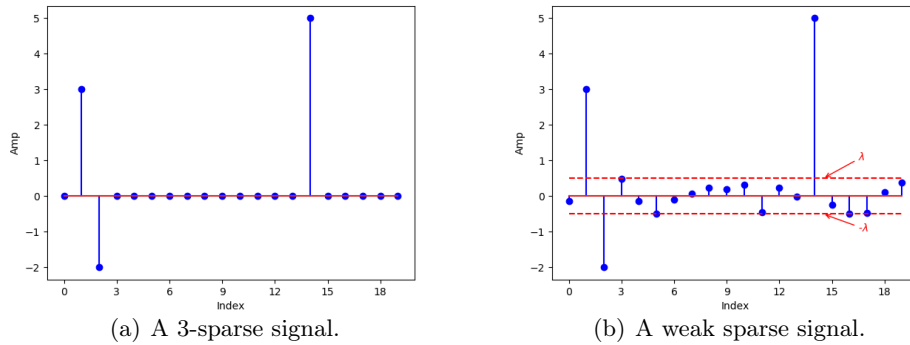 5
4
3
2
1
0
−1
−2
Amp
0 3 6 9 12 15 18
Index
(a) A 3-sparse signal.
5
4
3
2
1
0
−1
−2
Amp
λ
-λ
0 3 6 9 12 15 18
Index
(b) A weak sparse signal.